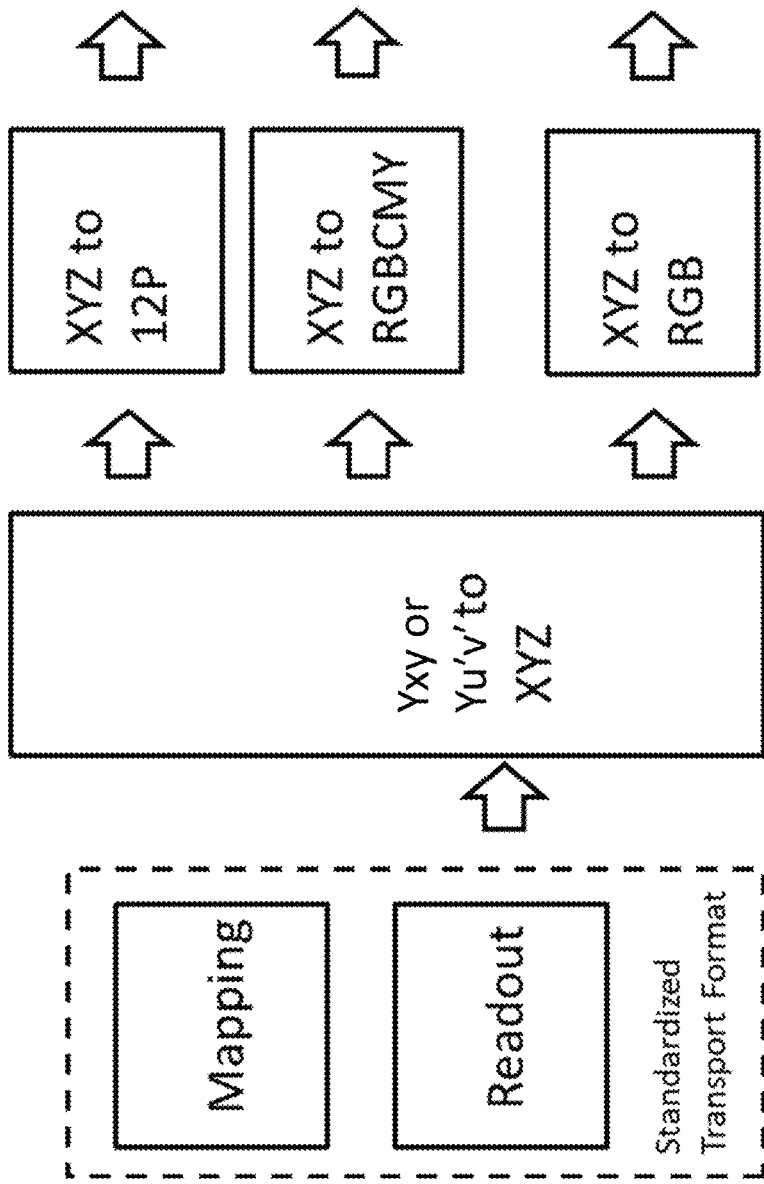 Mapping
Readout
Standardized
Transport Format
Yxy or
Yu'v' to
XYZ
XYZ to
12P
XYZ to
RGBCMY
XYZ to
RGB